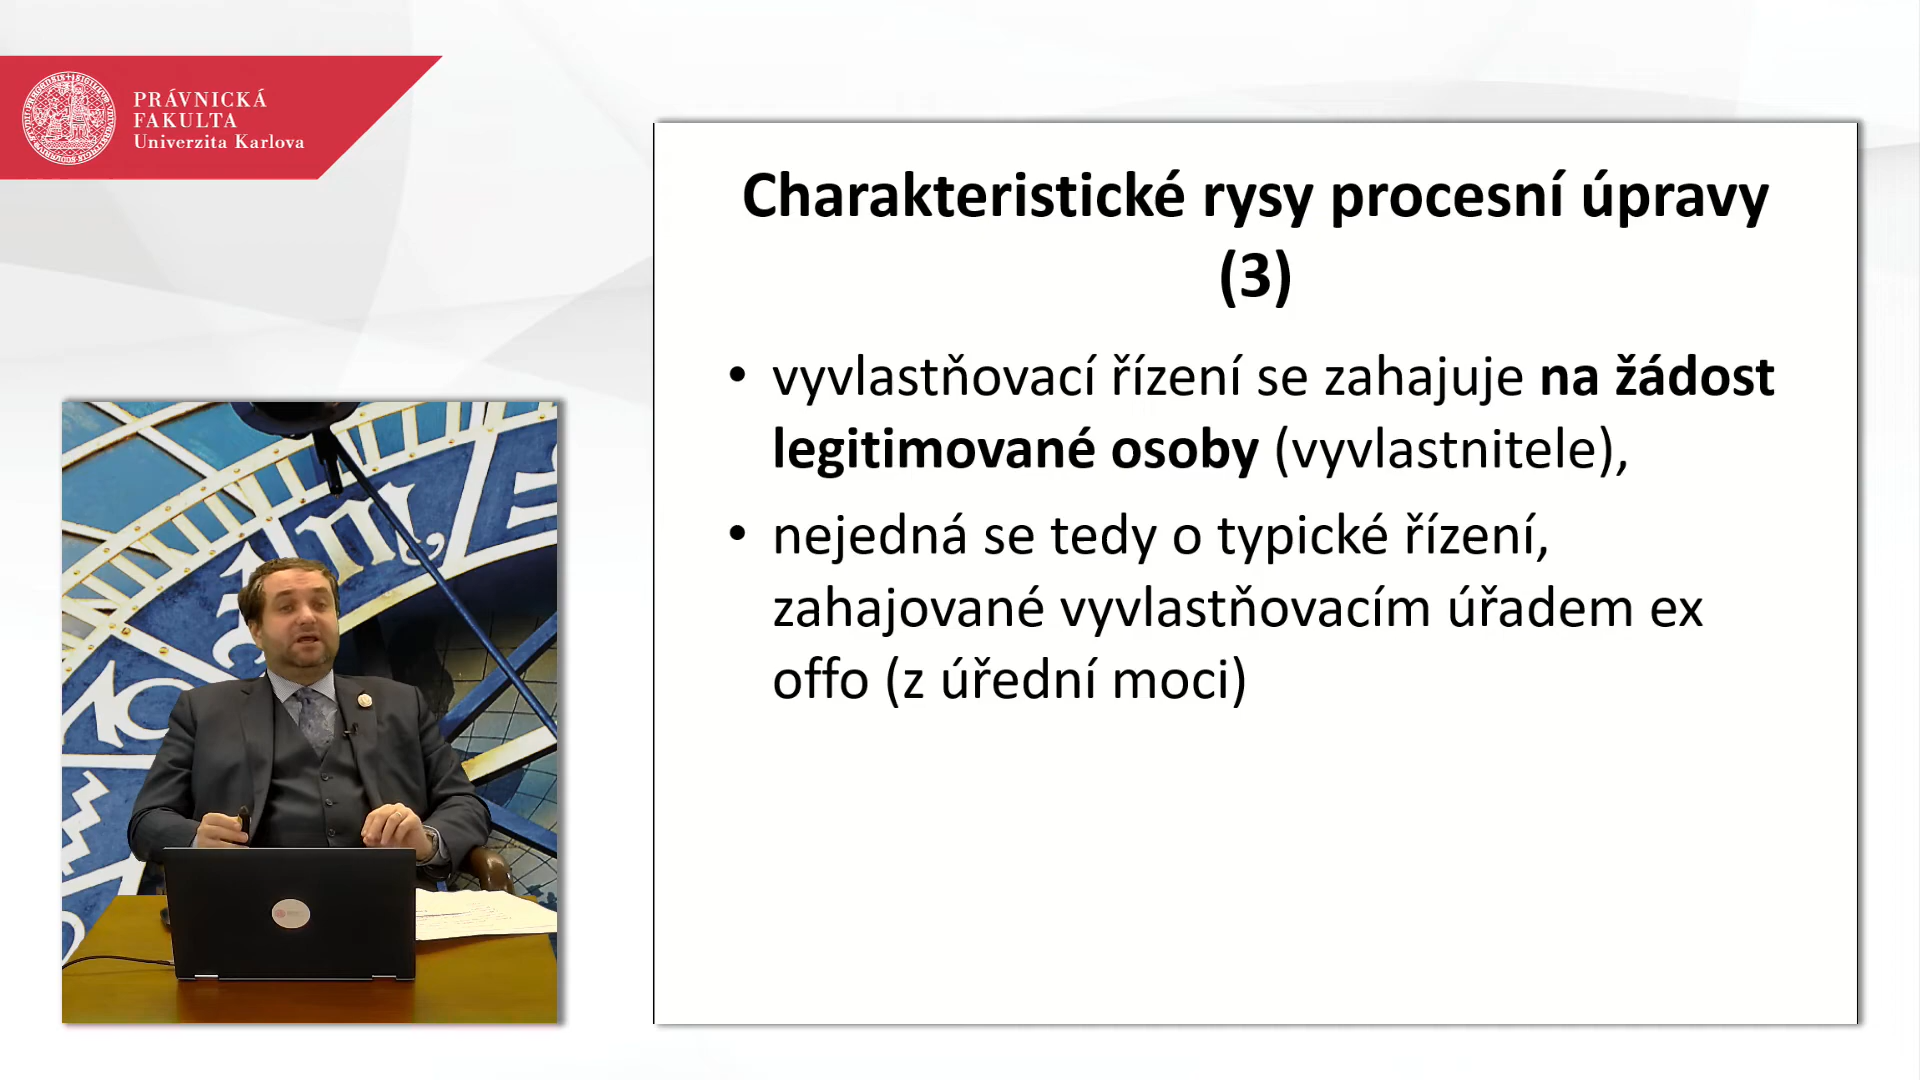 PRÁVNICKÁ
FAKULTA
Univerzita Karlova
Charakteristické rysy procesní úpravy
(3)
• vyvlastňovací řízení se zahajuje na žádost
legitimované osoby (vyvlastnitele),
• nejedná se tedy o typické řízení,
zahajované vyvlastňovacím úřadem ex
offo (z úřední moci)